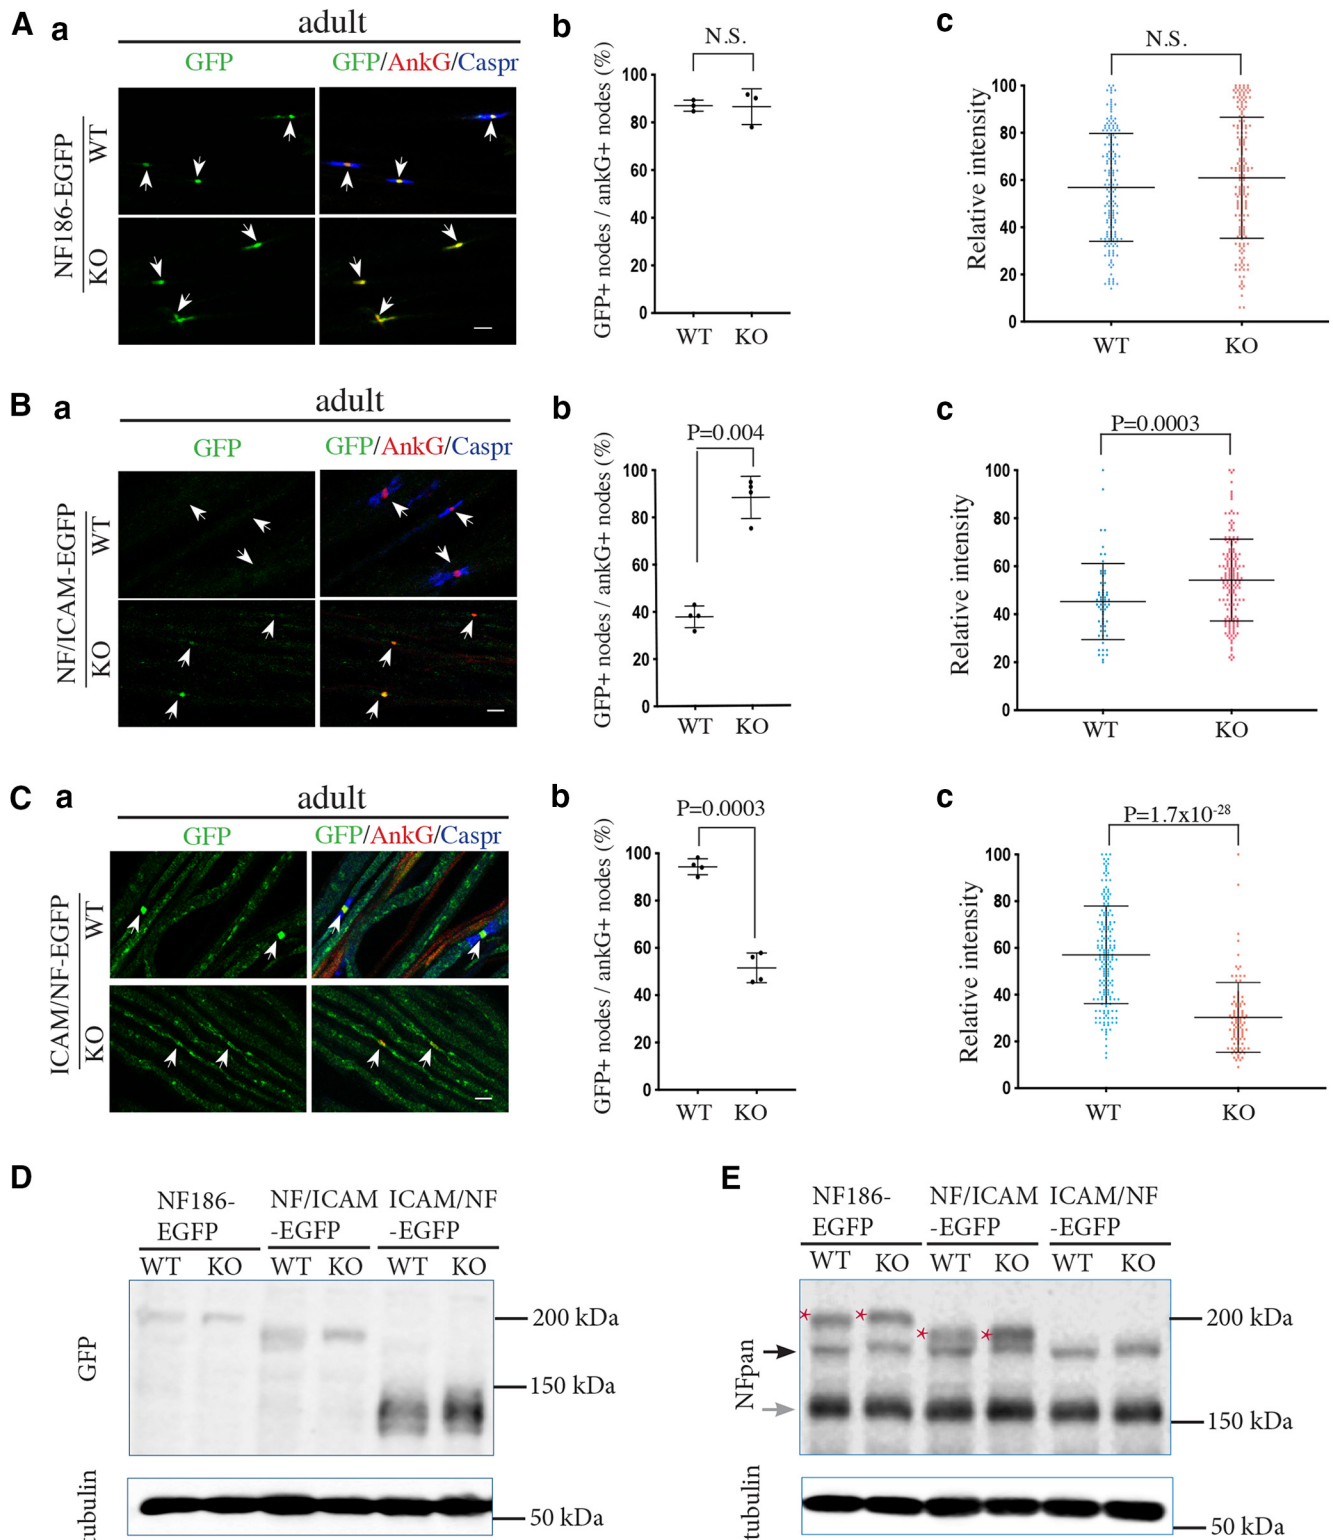 A a adult
GFP GFP/AnkG/Caspr
NF186-EGFP
WT
KO
b
N.S.
GFP+ nodes / ankG+ nodes (%)
100
80
60
40
20
0
WT KO
c
N.S.
Relative intensity
100
80
60
40
20
0
WT KO
B a adult
GFP GFP/AnkG/Caspr
NF/ICAM-EGFP
WT
KO
b
P=0.004
GFP+ nodes / ankG+ nodes (%)
100
80
60
40
20
0
WT KO
c
P=0.0003
Relative intensity
100
80
60
40
20
0
WT KO
C a adult
GFP GFP/AnkG/Caspr
ICAM/NF-EGFP
WT
KO
b
P=0.0003
GFP+ nodes / ankG+ nodes (%)
100
80
60
40
20
0
WT KO
c
P=1.7x10-28
Relative intensity
100
80
60
40
20
0
WT KO
D
NF186- NF/ICAM ICAM/NF
EGFP -EGFP -EGFP
WT KO WT KO WT KO
GFP
200 kDa
150 kDa
tubulin
50 kDa
E
NF186- NF/ICAM ICAM/NF
EGFP -EGFP -EGFP
WT KO WT KO WT KO
NFpan
200 kDa
150 kDa
tubulin
50 kDa